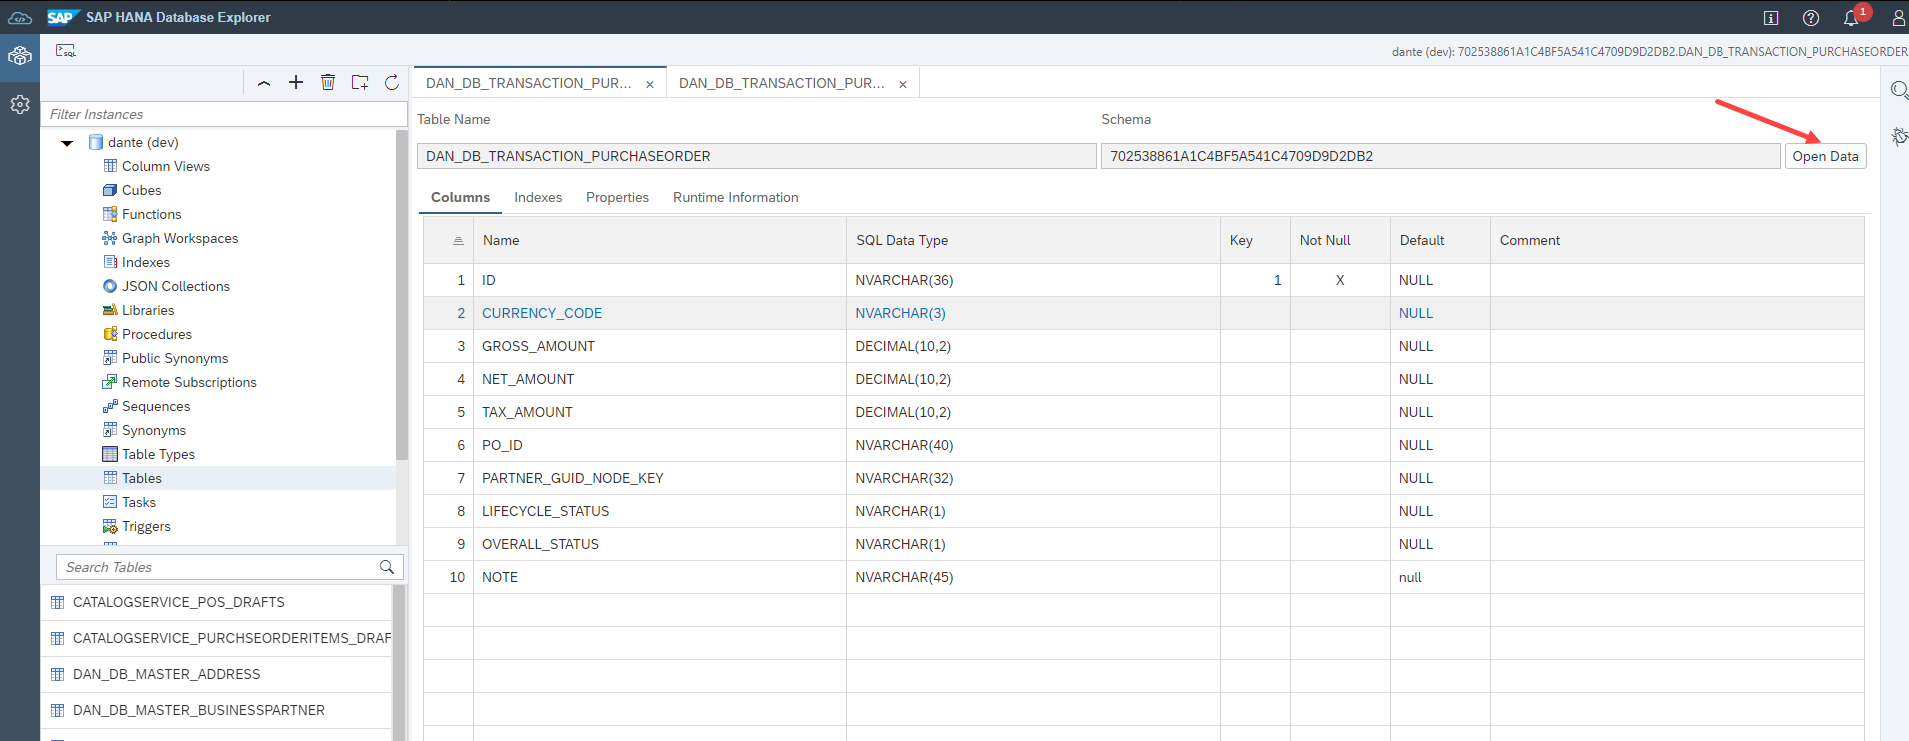 SAP SAP HANA Database Explorer
1
SQL
dante (dev): 702538861A1C4BF5A541C4709D9D2DB2.DAN_DB_TRANSACTION_PURCHASEORDER
Filter Instances
dante (dev)
Column Views
Cubes
Functions
Graph Workspaces
Indexes
JSON Collections
Libraries
Procedures
Public Synonyms
Remote Subscriptions
Sequences
Synonyms
Table Types
Tables
Tasks
Triggers
Search Tables
CATALOGSERVICE_POS_DRAFTS
CATALOGSERVICE_PURCHSEORDERITEMS_DRAF
DAN_DB_MASTER_ADDRESS
DAN_DB_MASTER_BUSINESSPARTNER
DAN_DB_TRANSACTION_PUR... × DAN_DB_TRANSACTION_PUR... ×
Table Name Schema
DAN_DB_TRANSACTION_PURCHASEORDER 702538861A1C4BF5A541C4709D9D2DB2 Open Data
Columns Indexes Properties Runtime Information
Name SQL Data Type Key Not Null Default Comment
1 ID NVARCHAR(36) 1 X NULL
2 CURRENCY_CODE NVARCHAR(3) NULL
3 GROSS_AMOUNT DECIMAL(10,2) NULL
4 NET_AMOUNT DECIMAL(10,2) NULL
5 TAX_AMOUNT DECIMAL(10,2) NULL
6 PO_ID NVARCHAR(40) NULL
7 PARTNER_GUID_NODE_KEY NVARCHAR(32) NULL
8 LIFECYCLE_STATUS NVARCHAR(1) NULL
9 OVERALL_STATUS NVARCHAR(1) NULL
10 NOTE NVARCHAR(45) null